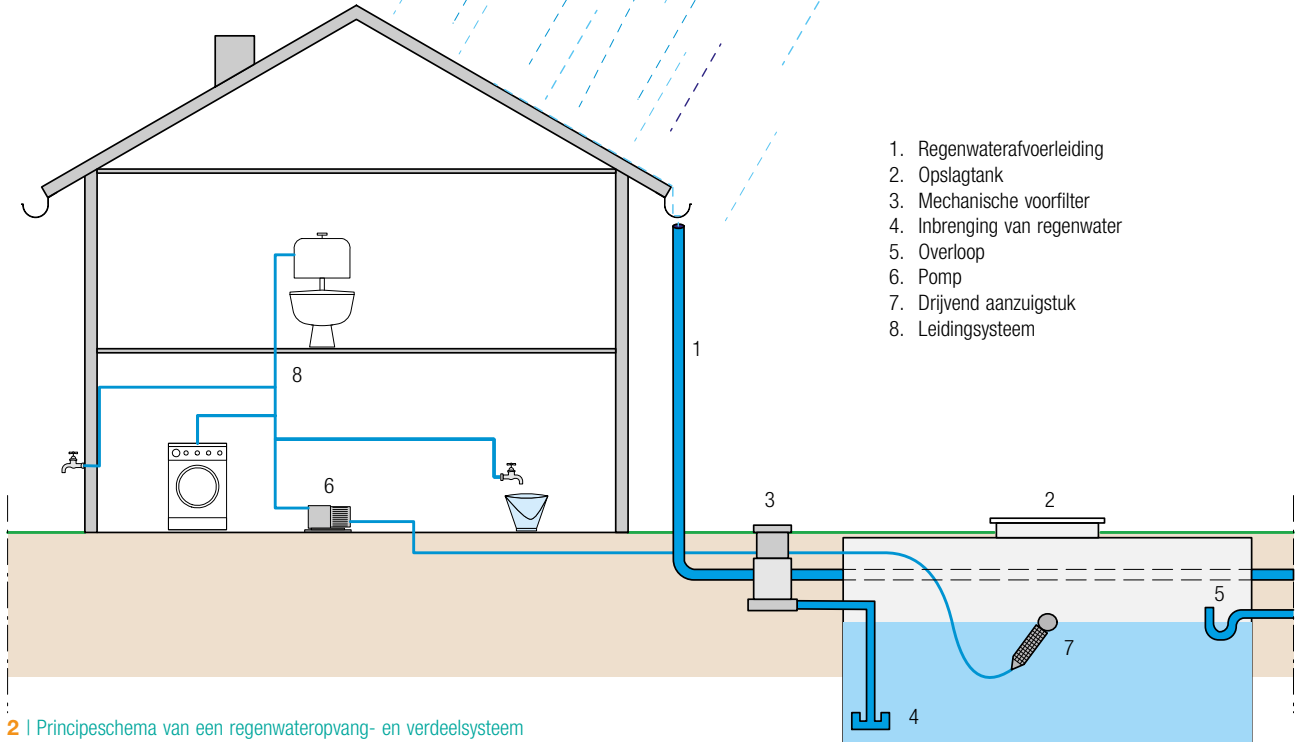 1. Regenwaterafvoerleiding
2. Opslagtank
3. Mechanische voorfilter
4. Inbrenging van regenwater
5. Overloop
6. Pomp
7. Drijvend aanzuigstuk
8. Leidingsysteem
1
8
6
3
2
5
7
4
2 | Principeschema van een regenwateropvang- en verdeelsysteem